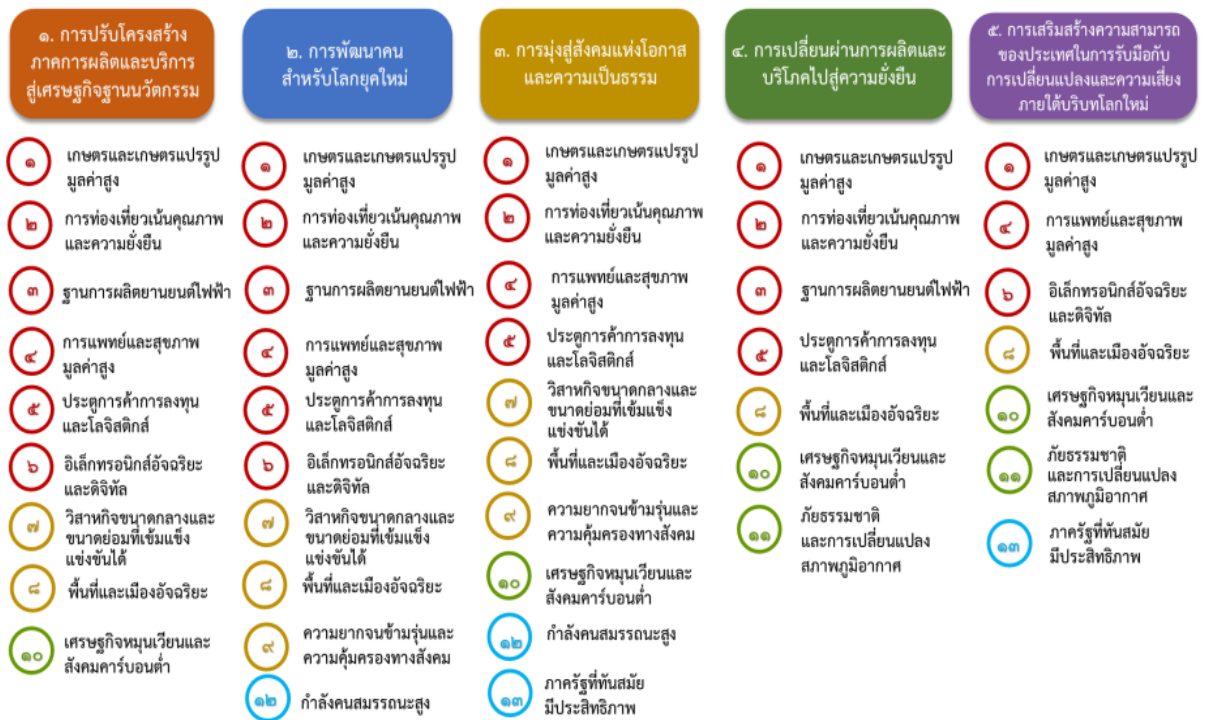 ๑. การปรับโครงสร้าง
ภาคการผลิตและบริการ
สู่เศรษฐกิจฐานนวัตกรรม
๑
เกษตรและเกษตรแปรรูป
มูลค่าสูง
๒
การท่องเที่ยวเน้นคุณภาพ
และความยั่งยืน
๓
ฐานการผลิตยานยนต์ไฟฟ้า
๔
การแพทย์และสุขภาพ
มูลค่าสูง
๕
ประตูการค้าการลงทุน
และโลจิสติกส์
๖
อิเล็กทรอนิกส์อัจฉริยะ
และดิจิทัล
๗
วิสาหกิจขนาดกลางและ
ขนาดย่อมที่เข้มแข็ง
แข่งขันได้
๘
พื้นที่และเมืองอัจฉริยะ
๑๐
เศรษฐกิจหมุนเวียนและ
สังคมคาร์บอนต่ำ
๒. การพัฒนาคน
สำหรับโลกยุคใหม่
๑
เกษตรและเกษตรแปรรูป
มูลค่าสูง
๒
การท่องเที่ยวเน้นคุณภาพ
และความยั่งยืน
๓
ฐานการผลิตยานยนต์ไฟฟ้า
๔
การแพทย์และสุขภาพ
มูลค่าสูง
๕
ประตูการค้าการลงทุน
และโลจิสติกส์
๖
อิเล็กทรอนิกส์อัจฉริยะ
และดิจิทัล
๗
วิสาหกิจขนาดกลางและ
ขนาดย่อมที่เข้มแข็ง
แข่งขันได้
๘
พื้นที่และเมืองอัจฉริยะ
๙
ความยากจนข้ามรุ่นและ
ความคุ้มครองทางสังคม
๑๒
กำลังคนสมรรถนะสูง
๓. การมุ่งสู่สังคมแห่งโอกาส
และความเป็นธรรม
๑
เกษตรและเกษตรแปรรูป
มูลค่าสูง
๒
การท่องเที่ยวเน้นคุณภาพ
และความยั่งยืน
๔
การแพทย์และสุขภาพ
มูลค่าสูง
๕
ประตูการค้าการลงทุน
และโลจิสติกส์
๗
วิสาหกิจขนาดกลางและ
ขนาดย่อมที่เข้มแข็ง
แข่งขันได้
๘
พื้นที่และเมืองอัจฉริยะ
๙
ความยากจนข้ามรุ่นและ
ความคุ้มครองทางสังคม
๑๐
เศรษฐกิจหมุนเวียนและ
สังคมคาร์บอนต่ำ
๑๒
กำลังคนสมรรถนะสูง
๑๓
ภาครัฐที่ทันสมัย
มีประสิทธิภาพ
๔. การเปลี่ยนผ่านการผลิตและ
บริโภคไปสู่ความยั่งยืน
๑
เกษตรและเกษตรแปรรูป
มูลค่าสูง
๒
การท่องเที่ยวเน้นคุณภาพ
และความยั่งยืน
๓
ฐานการผลิตยานยนต์ไฟฟ้า
๕
ประตูการค้าการลงทุน
และโลจิสติกส์
๘
พื้นที่และเมืองอัจฉริยะ
๑๐
เศรษฐกิจหมุนเวียนและ
สังคมคาร์บอนต่ำ
๑๑
ภัยธรรมชาติ
และการเปลี่ยนแปลง
สภาพภูมิอากาศ
๕. การเสริมสร้างความสามารถ
ของประเทศในการรับมือกับ
การเปลี่ยนแปลงและความเสี่ยง
ภายใต้บริบทโลกใหม่
๑
เกษตรและเกษตรแปรรูป
มูลค่าสูง
๔
การแพทย์และสุขภาพ
มูลค่าสูง
๖
อิเล็กทรอนิกส์อัจฉริยะ
และดิจิทัล
๘
พื้นที่และเมืองอัจฉริยะ
๑๐
เศรษฐกิจหมุนเวียนและ
สังคมคาร์บอนต่ำ
๑๑
ภัยธรรมชาติ
และการเปลี่ยนแปลง
สภาพภูมิอากาศ
๑๓
ภาครัฐที่ทันสมัย
มีประสิทธิภาพ